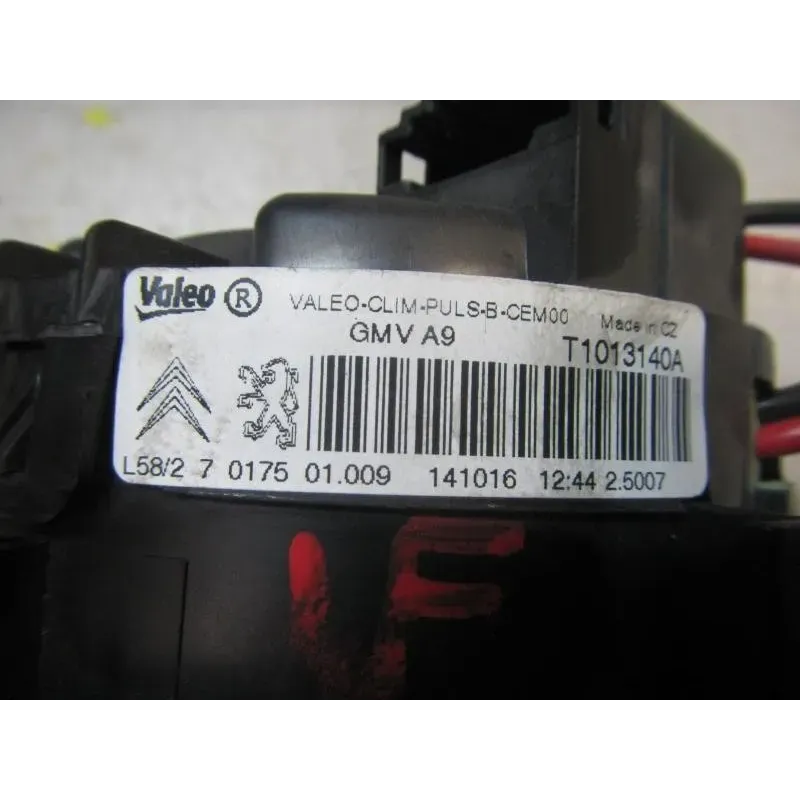 Valeo ® VALEO-CLIM-PULS-B-CEM00 Made in CZ
GMV A9 T1013140A
L58/2 7 0175 01.009 141016 12:44 2.5007